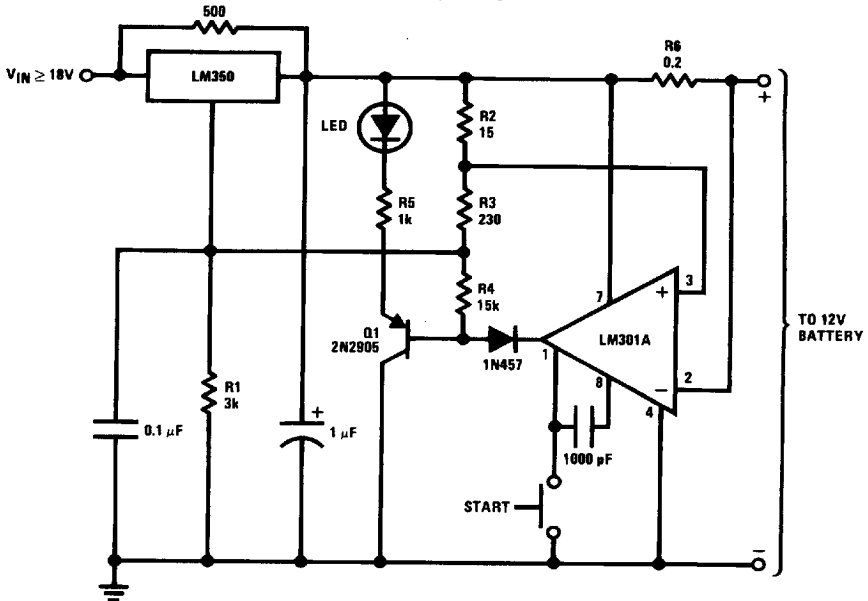 500
VIN ≥ 18V
LM350
R6
0.2
+
LED
R2
15
R5
1k
R3
230
R4
15k
7
+
3
TO 12V
BATTERY
Q1
2N2905
1N457
LM301A
1
8
−
2
4
R1
3k
0.1 μF
+
1 μF
1000 pF
START
−